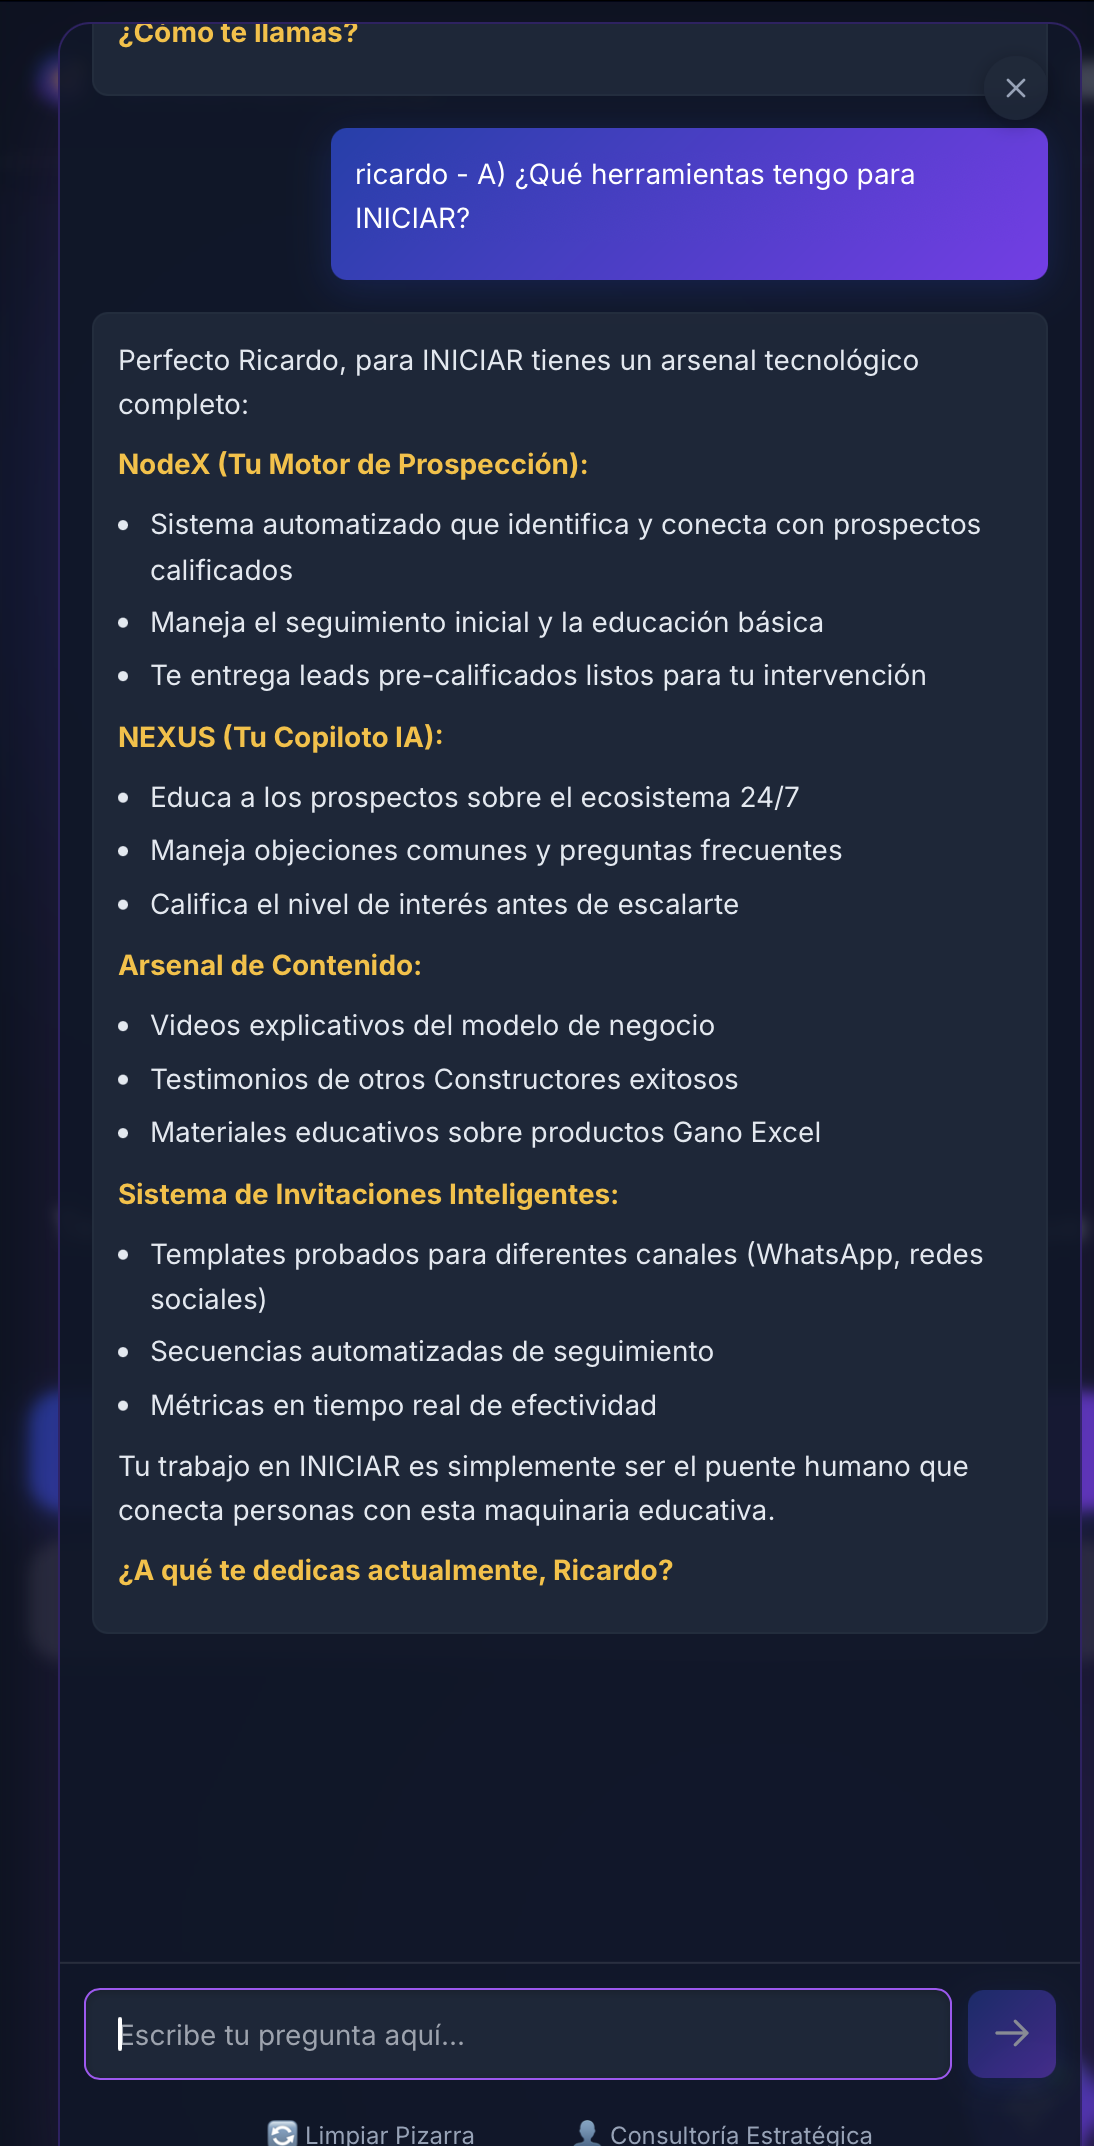 ¿Cómo te llamas?
ricardo - A) ¿Qué herramientas tengo para
INICIAR?
Perfecto Ricardo, para INICIAR tienes un arsenal tecnológico
completo:
NodeX (Tu Motor de Prospección):
• Sistema automatizado que identifica y conecta con prospectos
calificados
• Maneja el seguimiento inicial y la educación básica
• Te entrega leads pre-calificados listos para tu intervención
NEXUS (Tu Copiloto IA):
• Educa a los prospectos sobre el ecosistema 24/7
• Maneja objeciones comunes y preguntas frecuentes
• Califica el nivel de interés antes de escalarte
Arsenal de Contenido:
• Videos explicativos del modelo de negocio
• Testimonios de otros Constructores exitosos
• Materiales educativos sobre productos Gano Excel
Sistema de Invitaciones Inteligentes:
• Templates probados para diferentes canales (WhatsApp, redes
sociales)
• Secuencias automatizadas de seguimiento
• Métricas en tiempo real de efectividad
Tu trabajo en INICIAR es simplemente ser el puente humano que
conecta personas con esta maquinaria educativa.
¿A qué te dedicas actualmente, Ricardo?
Escribe tu pregunta aquí...
Limpiar Pizarra
Consultoría Estratégica